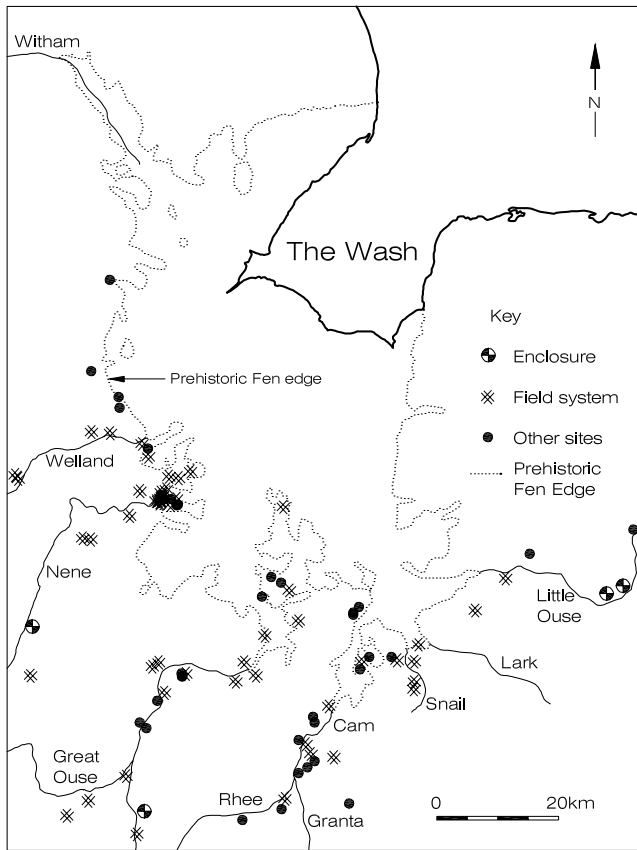 Witham
N
The Wash
Key
Enclosure
Prehistoric Fen edge
Field system
Other sites
Welland
Prehistoric
Fen Edge
Nene
Little
Ouse
Lark
Snail
Cam
Great
Ouse
Rhee
Granta
0
20km